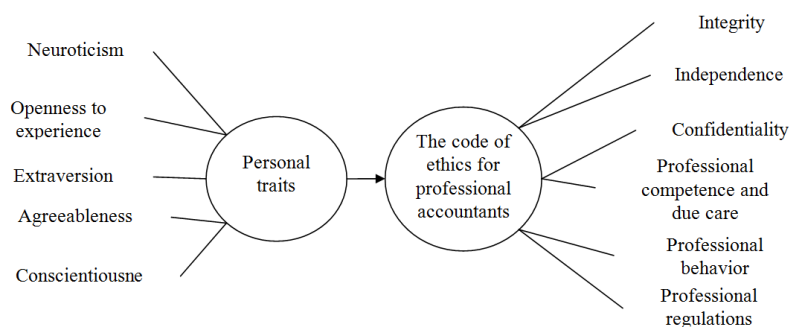 Neuroticism
Openness to
experience
Extraversion
Agreeableness
Conscientiousne
Personal
traits
The code of
ethics for
professional
accountants
Integrity
Independence
Confidentiality
Professional
competence and
due care
Professional
behavior
Professional
regulations